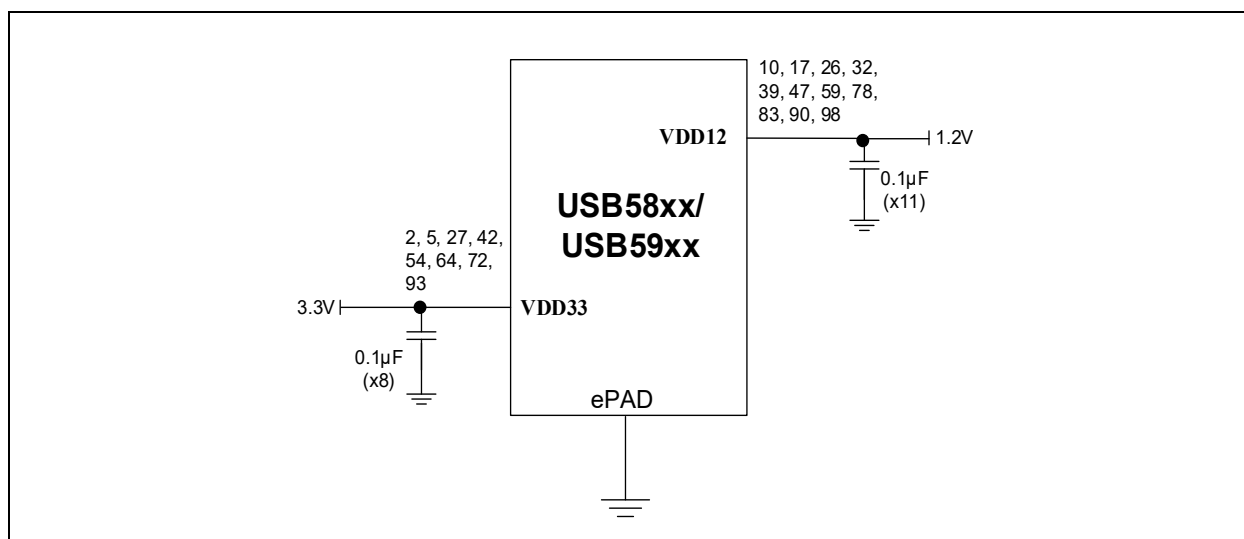 10, 17, 26, 32,
39, 47, 59, 78,
83, 90, 98
VDD12
1.2V
0.1µF
(x11)
USB58xx/
USB59xx
2, 5, 27, 42,
54, 64, 72,
93
3.3V
VDD33
0.1µF
(x8)
ePAD